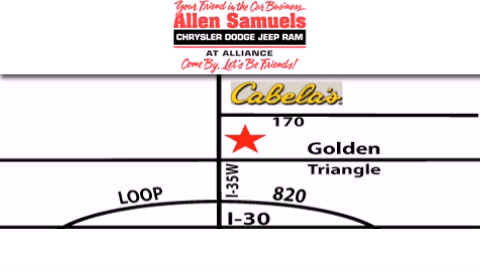 Your Friend in the Car Business
Allen Samuels
CHRYSLER DODGE JEEP RAM
AT ALLIANCE
Come By, Let's Be Friends!
Cabela's
170
Golden
Triangle
I-35W
LOOP 820
I-30